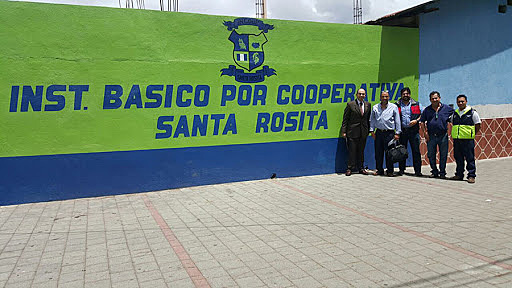 INST. BASICO POR COOPERATIVA
SANTA ROSITA